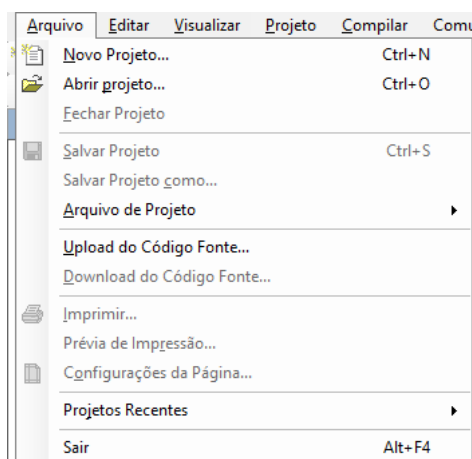 Arquivo Editar Visualizar Projeto Compilar
Novo Projeto... Ctrl+N
Abrir projeto... Ctrl+O
Fechar Projeto
Salvar Projeto Ctrl+S
Salvar Projeto como...
Arquivo de Projeto
Upload do Código Fonte...
Download do Código Fonte...
Imprimir...
Prévia de Impressão...
Configurações da Página...
Projetos Recentes
Sair Alt+F4